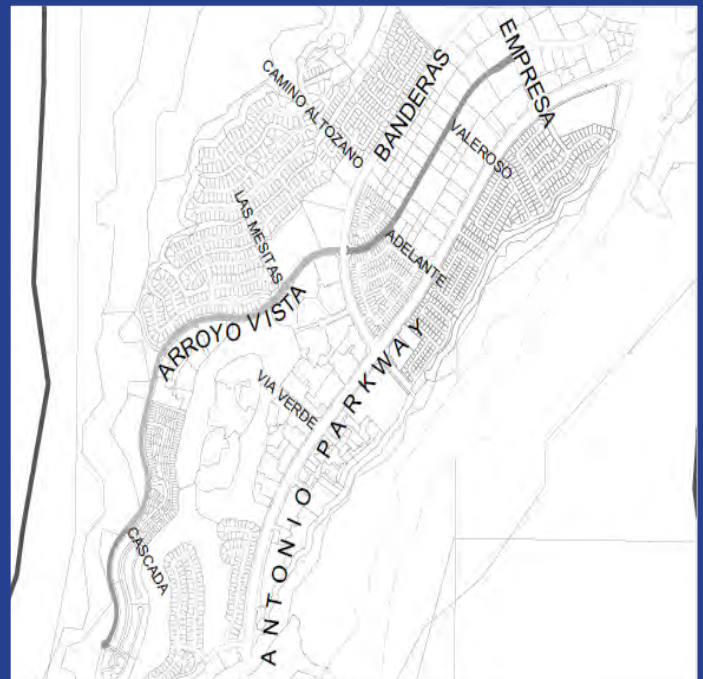 EMPRESA
BANDERAS
CAMINO ALTOZANO
VALEROSO
LAS MESITAS
ADELANTE
ARROYO VISTA
VIA VERDE
ANTONIO PARKWAY
CASCADA